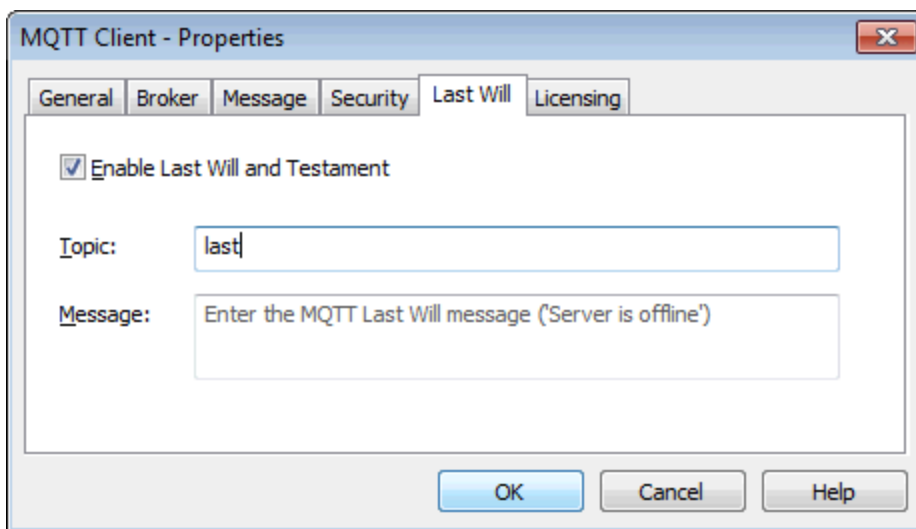 MQTT Client - Properties
General Broker Message Security Last Will Licensing
Enable Last Will and Testament
Topic: last
Message: Enter the MQTT Last Will message ('Server is offline')
OK Cancel Help